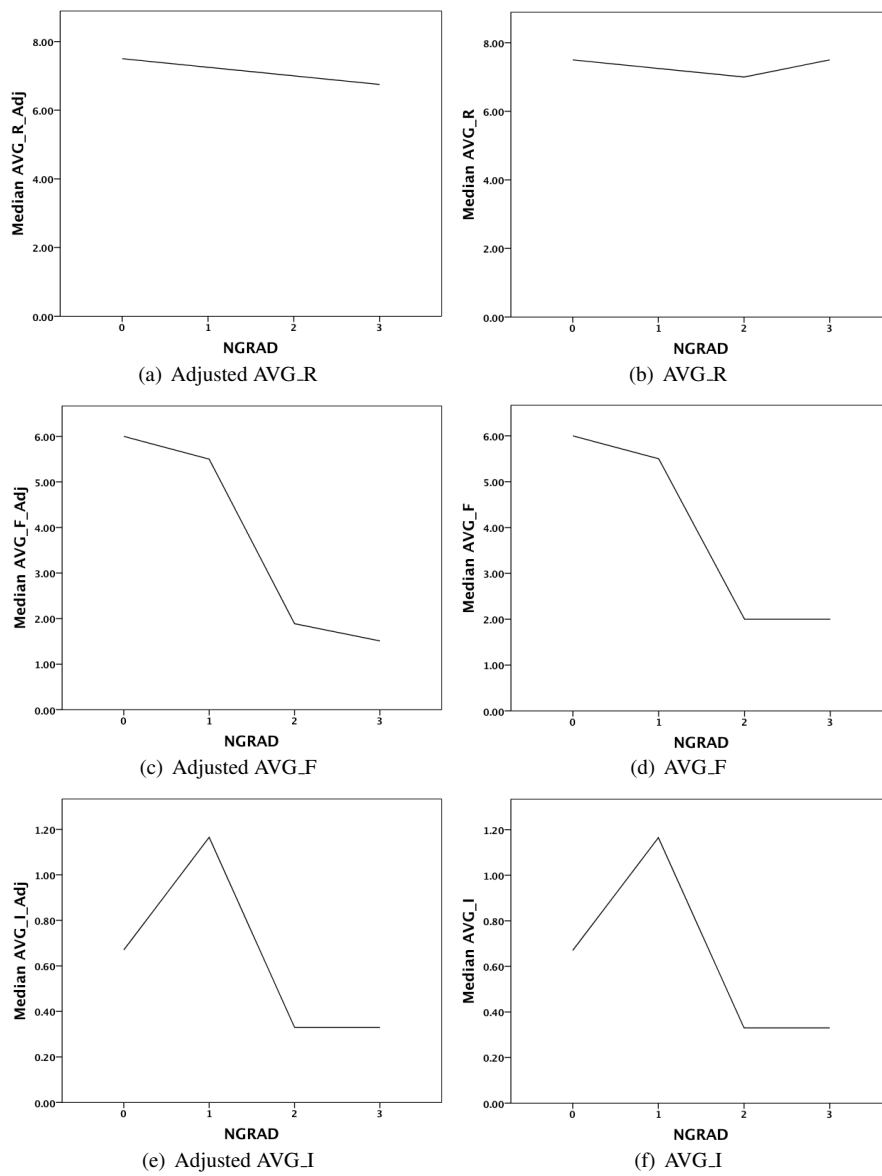 8.00
6.00
4.00
2.00
0.00
Median AVG_R_Adj
0 1 2 3
NGRAD
(a) Adjusted AVG_R
8.00
6.00
4.00
2.00
0.00
Median AVG_R
0 1 2 3
NGRAD
(b) AVG_R
6.00
5.00
4.00
3.00
2.00
1.00
0.00
Median AVG_F_Adj
0 1 2 3
NGRAD
(c) Adjusted AVG_F
6.00
5.00
4.00
3.00
2.00
1.00
0.00
Median AVG_F
0 1 2 3
NGRAD
(d) AVG_F
1.20
1.00
0.80
0.60
0.40
0.20
0.00
Median AVG_I_Adj
0 1 2 3
NGRAD
(e) Adjusted AVG_I
1.20
1.00
0.80
0.60
0.40
0.20
0.00
Median AVG_I
0 1 2 3
NGRAD
(f) AVG_I